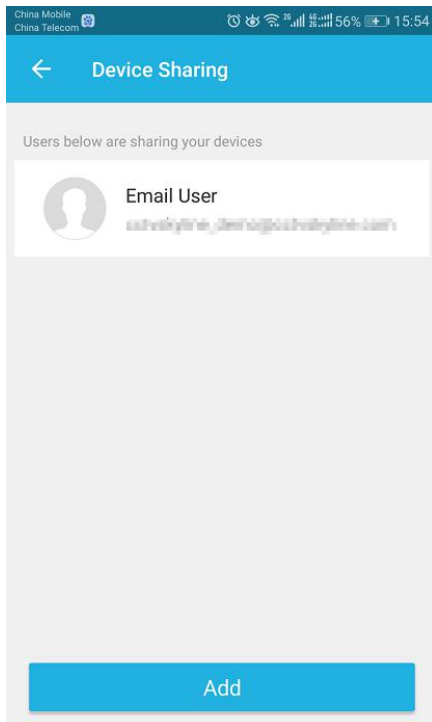 China Mobile
China Telecom
56% 15:54
Device Sharing
Users below are sharing your devices
Email User
Add